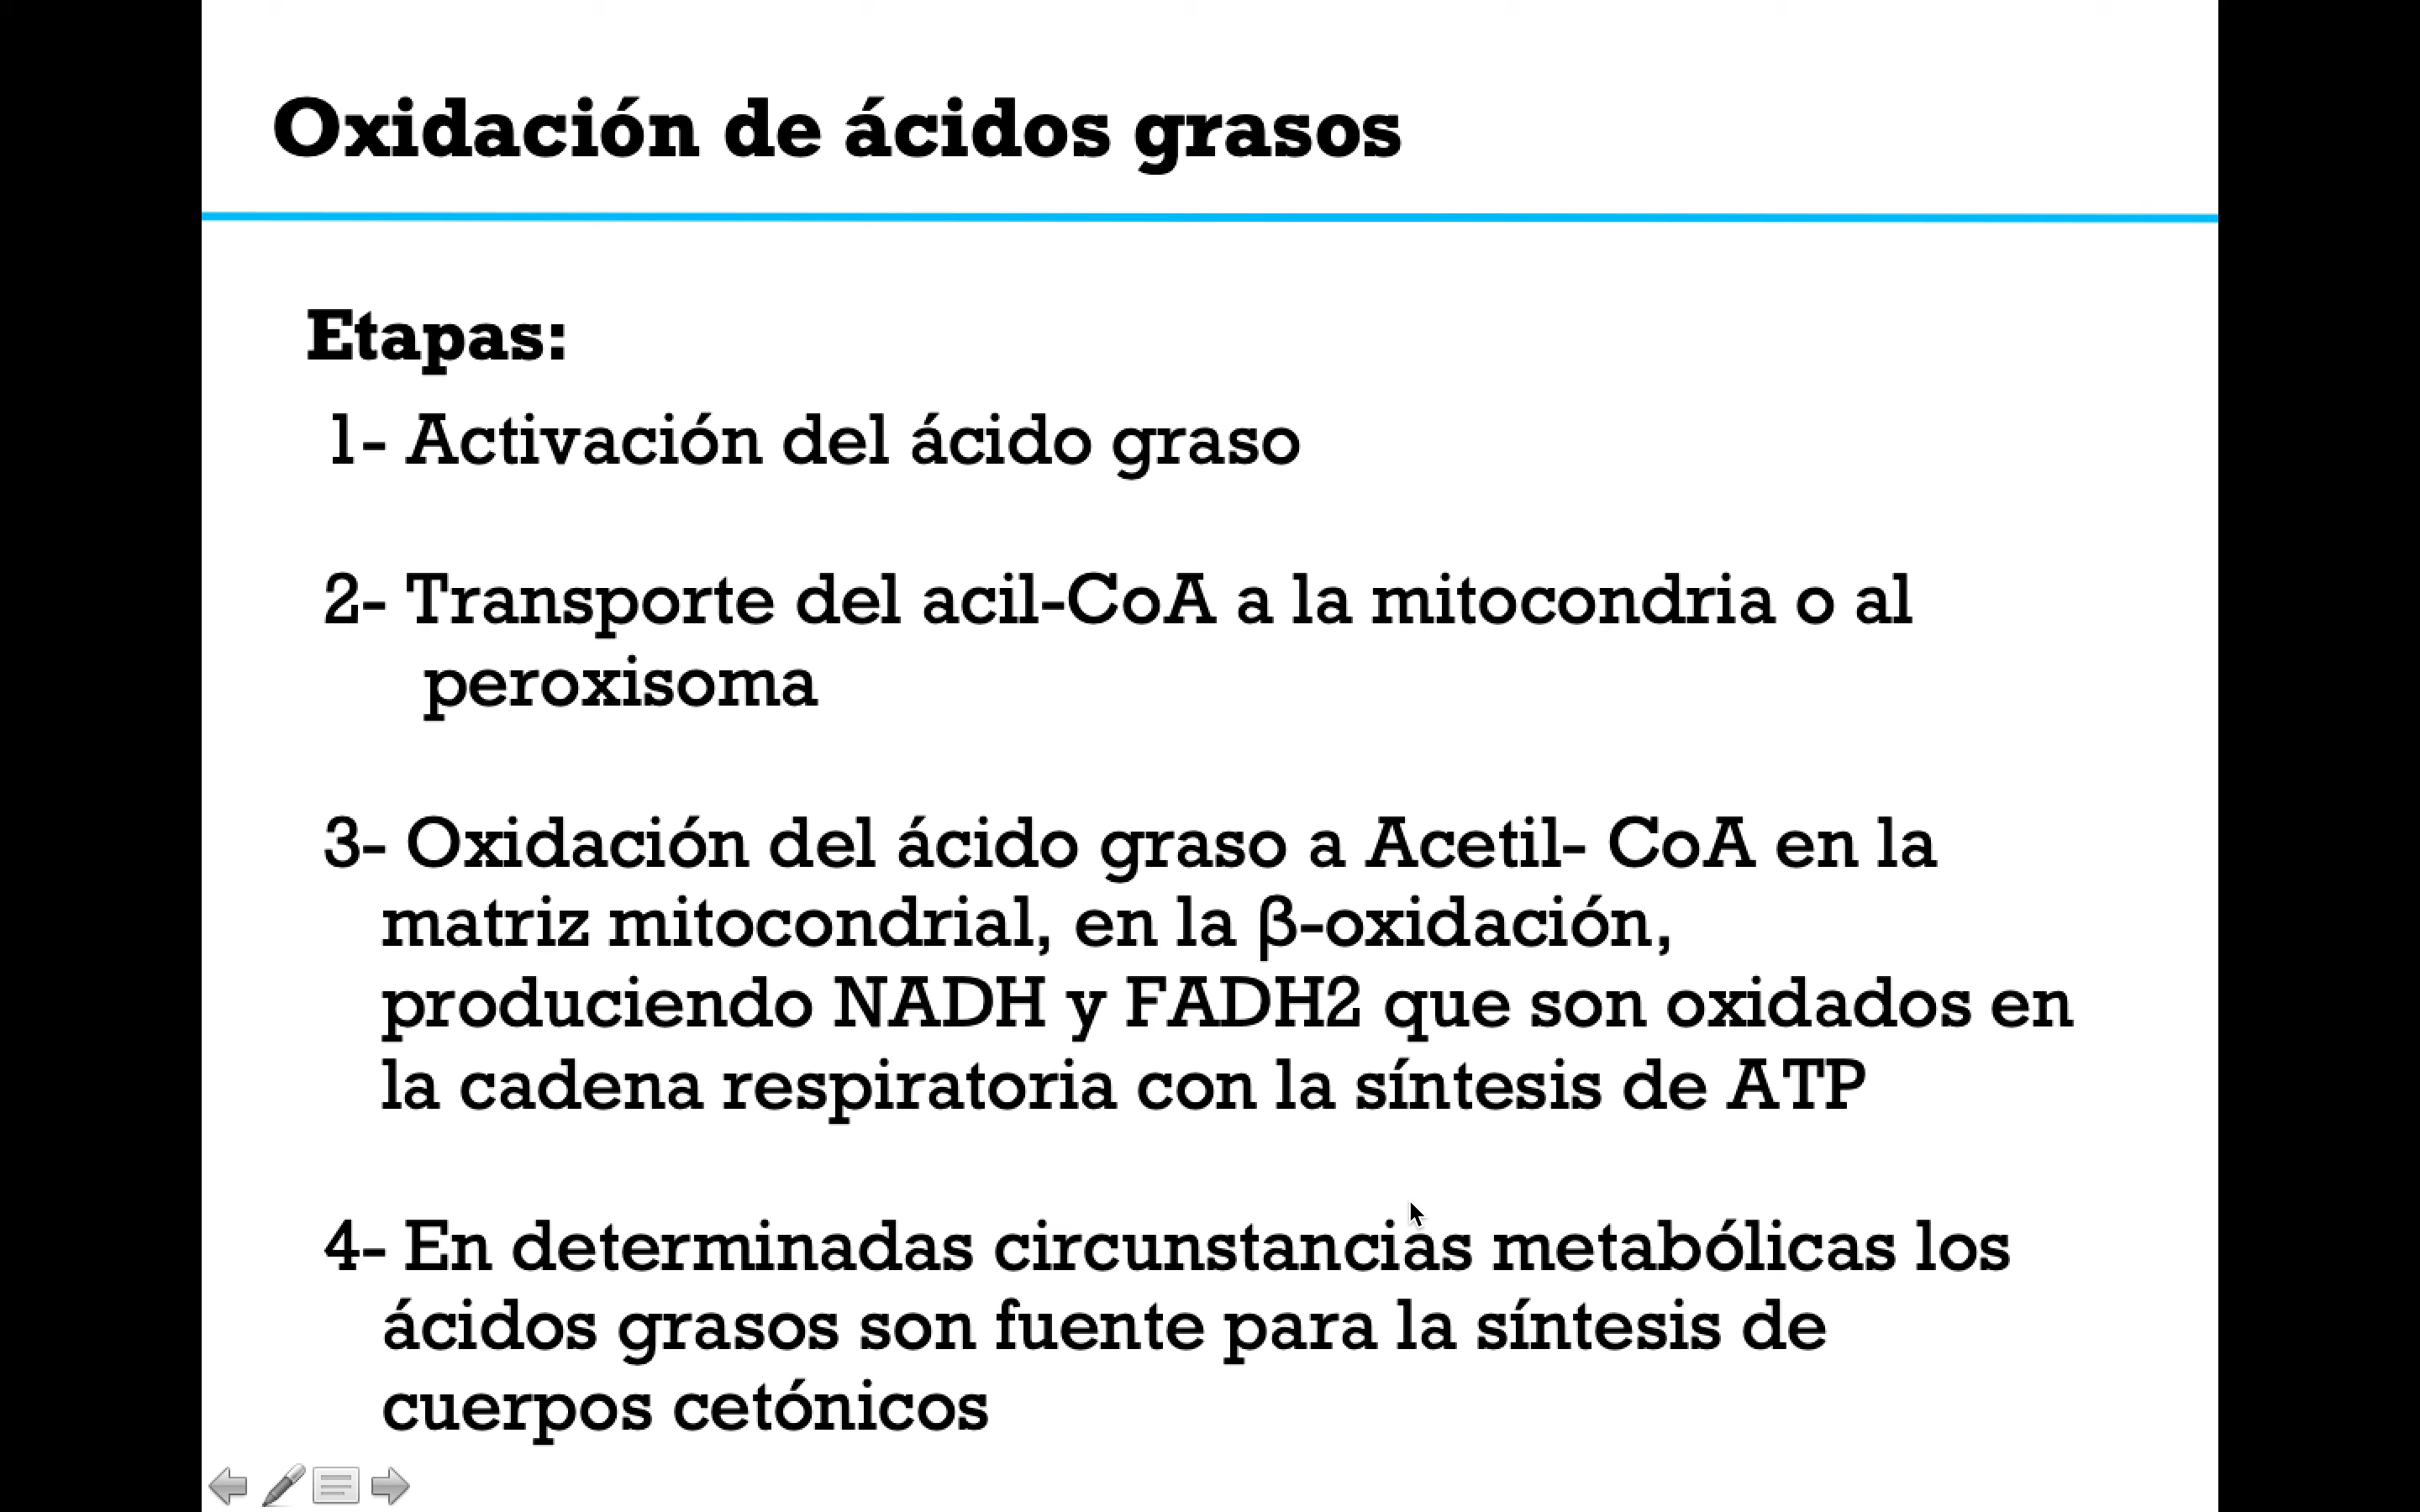 Oxidación de ácidos grasos
Etapas:
1- Activación del ácido graso
2- Transporte del acil-CoA a la mitocondria o al
peroxisoma
3- Oxidación del ácido graso a Acetil- CoA en la
matriz mitocondrial, en la β-oxidación,
produciendo NADH y FADH2 que son oxidados en
la cadena respiratoria con la síntesis de ATP
4- En determinadas circunstancias metabólicas los
ácidos grasos son fuente para la síntesis de
cuerpos cetónicos